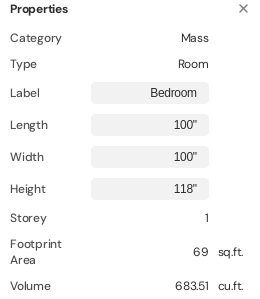 Properties ×
Category Mass
Type Room
Label Bedroom
Length 100"
Width 100"
Height 118"
Storey 1
Footprint
Area 69 sq.ft.
Volume 683.51 cu.ft.